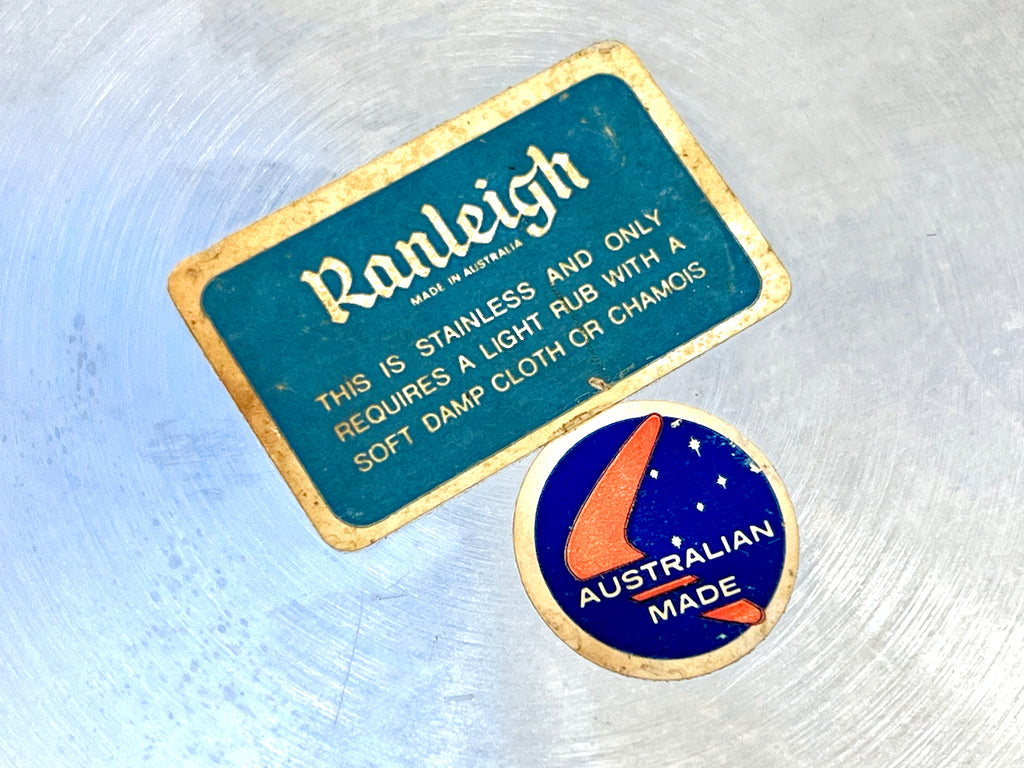 Ranleigh
MADE IN AUSTRALIA
THIS IS STAINLESS AND ONLY
REQUIRES A LIGHT RUB WITH A
SOFT DAMP CLOTH OR CHAMOIS
AUSTRALIAN
MADE